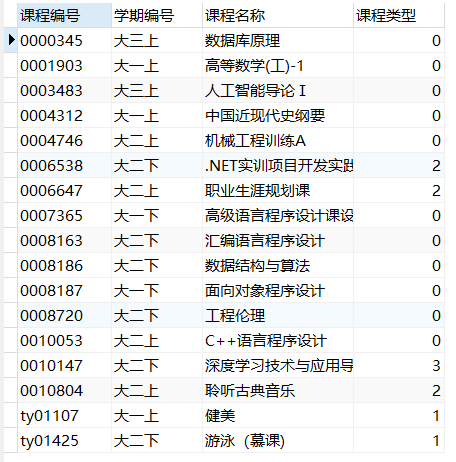 课程编号 学期编号 课程名称 课程类型
0000345 大三上 数据库原理 0
0001903 大一上 高等数学(工)-1 0
0003483 大三上 人工智能导论Ⅰ 0
0004312 大一上 中国近现代史纲要 0
0004746 大二上 机械工程训练A 0
0006538 大二下 .NET实训项目开发实践 2
0006647 大二上 职业生涯规划课 2
0007365 大一下 高级语言程序设计课设 0
0008163 大二下 汇编语言程序设计 0
0008186 大二下 数据结构与算法 0
0008187 大一下 面向对象程序设计 0
0008720 大二下 工程伦理 0
0010053 大二上 C++语言程序设计 0
0010147 大二下 深度学习技术与应用导 3
0010804 大二上 聆听古典音乐 2
ty01107 大一上 健美 1
ty01425 大二下 游泳（慕课) 1